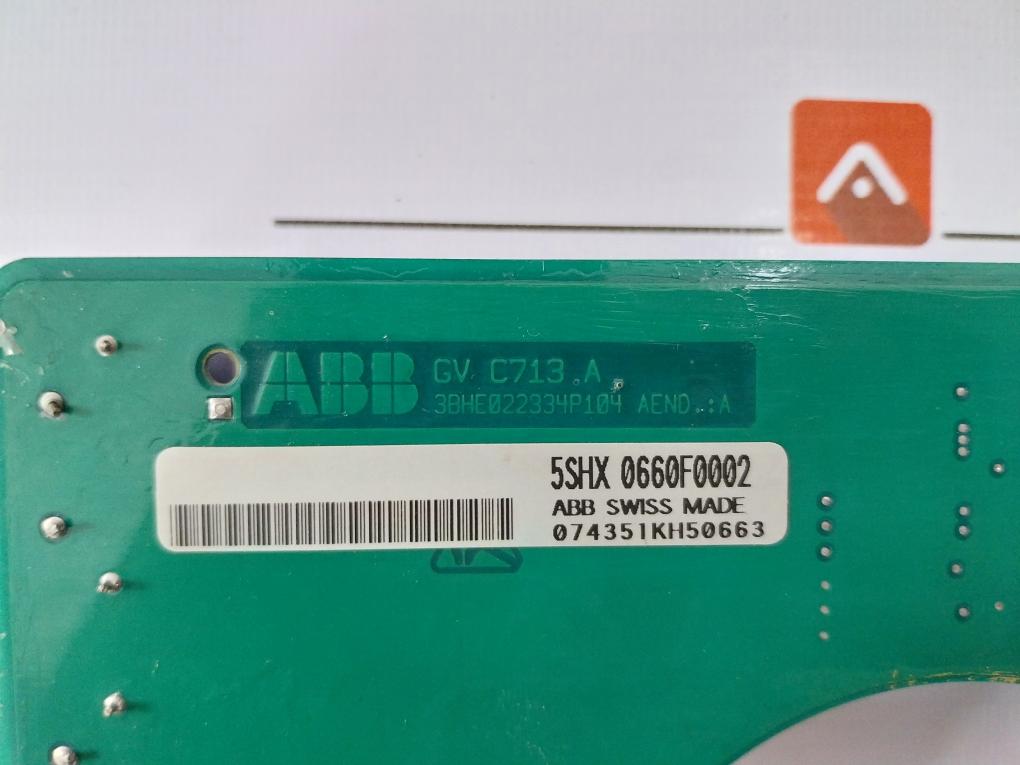 ABB
GV C713 A
3BHE022334P104 AEND.:A
5SHX 0660F0002
ABB SWISS MADE
074351KH50663